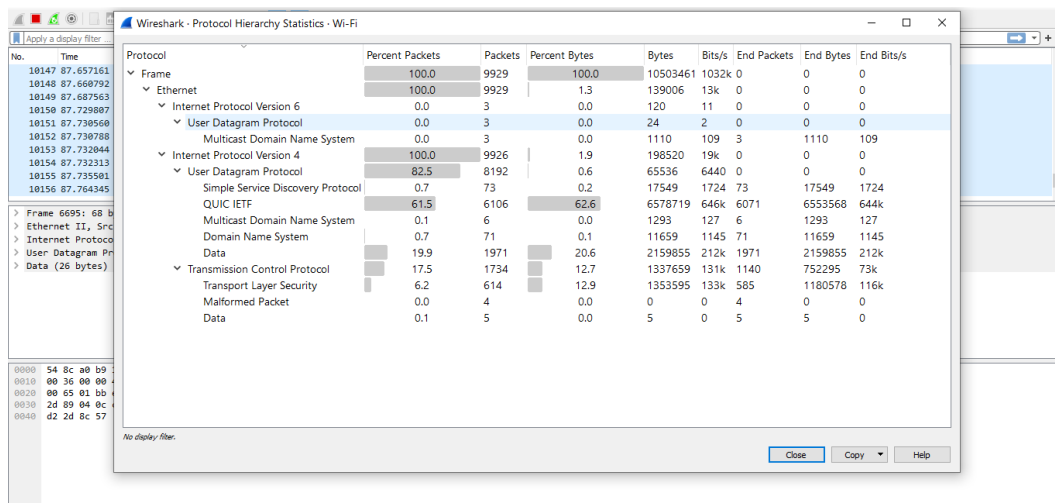 Wireshark · Protocol Hierarchy Statistics · Wi-Fi
Apply a display filter ...
No. Time
10147 87.657161
10148 87.660792
10149 87.687563
10150 87.729807
10151 87.730560
10152 87.730788
10153 87.732044
10154 87.732313
10155 87.735501
10156 87.764345
Frame 6695: 68 b
Ethernet II, Src
Internet Protoco
User Datagram Pr
Data (26 bytes)
0000 54 8c a0 b9
0010 00 36 00 00
0020 00 65 01 bb
0030 2d 89 04 0c
0040 d2 2d 8c 57
Protocol Percent Packets Packets Percent Bytes Bytes Bits/s End Packets End Bytes End Bits/s
Frame 100.0 9929 100.0 10503461 1032k 0 0 0
Ethernet 100.0 9929 1.3 139006 13k 0 0 0
Internet Protocol Version 6 0.0 3 0.0 120 11 0 0 0
User Datagram Protocol 0.0 3 0.0 24 2 0 0 0
Multicast Domain Name System 0.0 3 0.0 1110 109 3 1110 109
Internet Protocol Version 4 100.0 9926 1.9 198520 19k 0 0 0
User Datagram Protocol 82.5 8192 0.6 65536 6440 0 0 0
Simple Service Discovery Protocol 0.7 73 0.2 17549 1724 73 17549 1724
QUIC IETF 61.5 6106 62.6 6578719 646k 6071 6553568 644k
Multicast Domain Name System 0.1 6 0.0 1293 127 6 1293 127
Domain Name System 0.7 71 0.1 11659 1145 71 11659 1145
Data 19.9 1971 20.6 2159855 212k 1971 2159855 212k
Transmission Control Protocol 17.5 1734 12.7 1337659 131k 1140 752295 73k
Transport Layer Security 6.2 614 12.9 1353595 133k 585 1180578 116k
Malformed Packet 0.0 4 0.0 0 0 4 0 0
Data 0.1 5 0.0 5 0 5 5 0
No display filter.
Close Copy Help